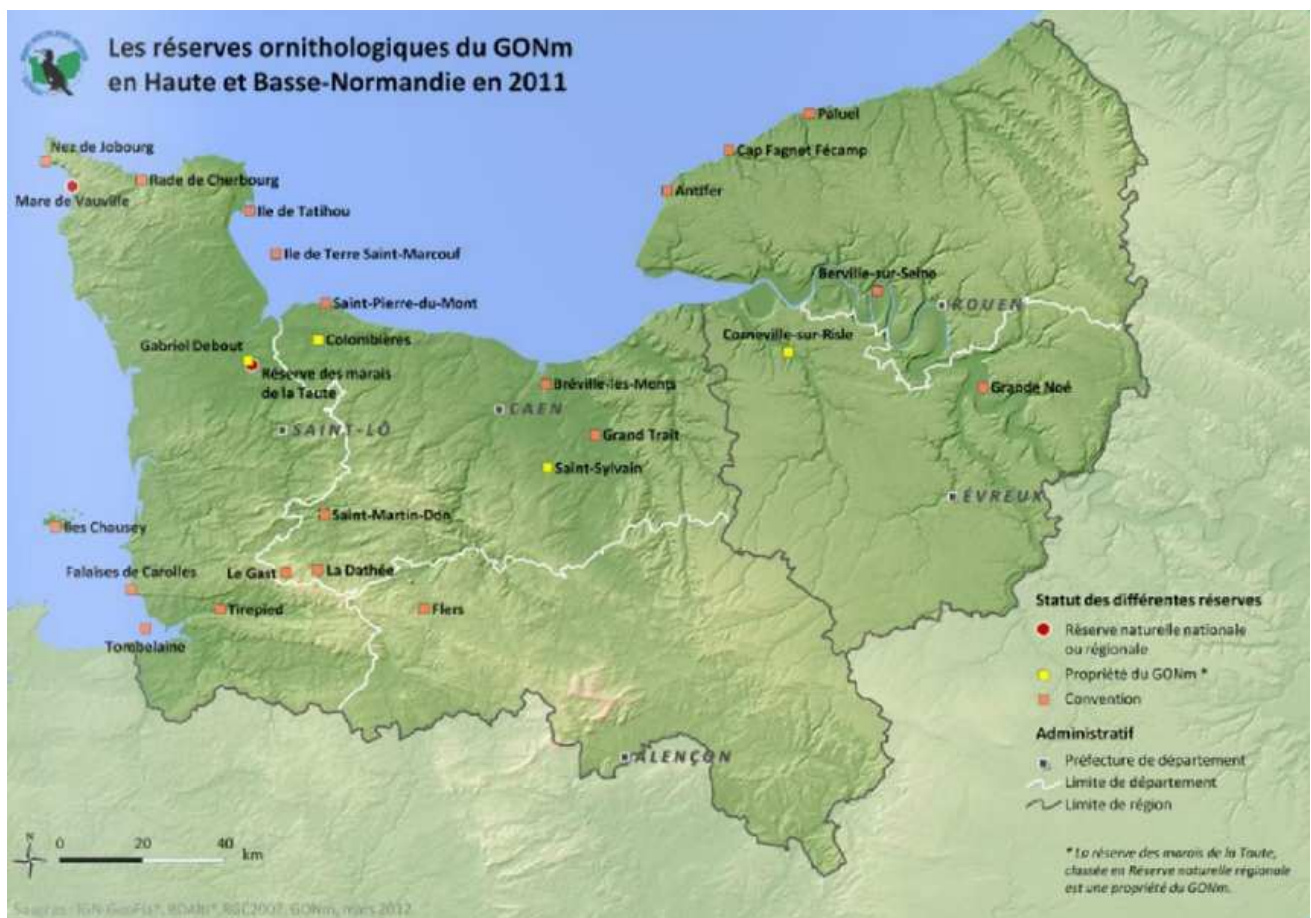 Les réserves ornithologiques du GONm
en Haute et Basse-Normandie en 2011
Paluel
Nez de Jobourg
Cap Fagnet Fécamp
Rade de Cherbourg
Antifer
Mare de Vauville
Ile de Tatihou
Ile de Terre Saint-Marcouf
Berville-sur-Seine
Saint-Pierre-du-Mont
ROUEN
Colombières
Corneville-sur-Risle
Gabriel Debout
Réserve des marais
de la Taute
Bréville-les-Monts
Grande Noé
CAEN
SAINT-LÔ
Grand Trait
Saint-Sylvain
ÉVREUX
Saint-Martin-Don
Iles Chausey
Falaises de Carolles
Le Gast
La Dathée
Tirepied
Flers
Tombelaine
ALENÇON
Statut des différentes réserves
Réserve naturelle nationale
ou régionale
Propriété du GONm *
Convention
Administratif
Préfecture de département
Limite de département
Limite de région
* La réserve des marais de la Taute,
classée en Réserve naturelle régionale
est une propriété du GONm.
N
0 20 40
km
GONm, mars 2012